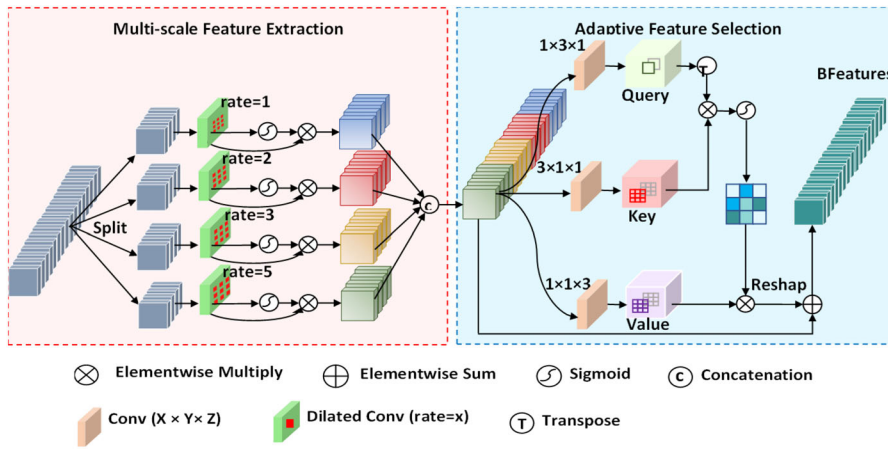 Multi-scale Feature Extraction
Adaptive Feature Selection
rate=1
rate=2
rate=3
rate=5
Split
C
1×3×1
3×1×1
1×1×3
Query
Key
Value
T
Reshap
BFeatures
Elementwise Multiply
Elementwise Sum
Sigmoid
C
Concatenation
Conv (X × Y× Z)
Dilated Conv (rate=x)
T
Transpose